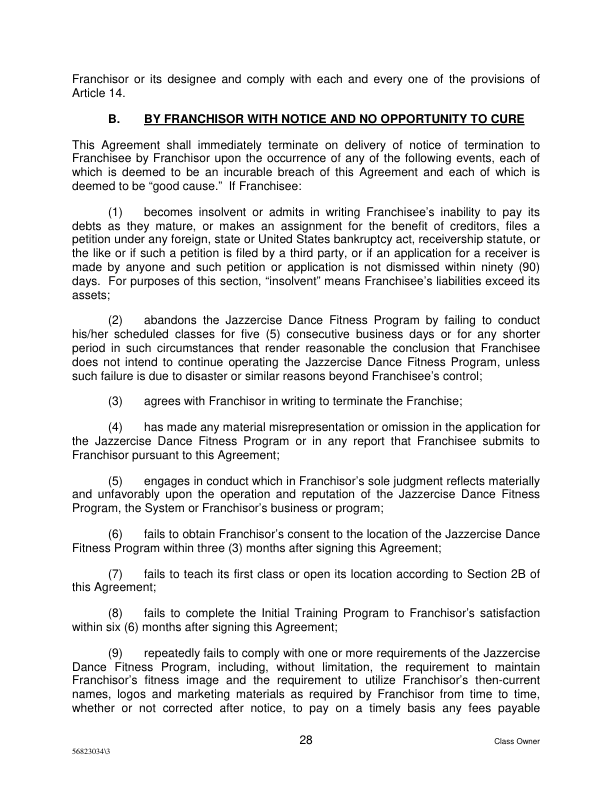 Franchisor or its designee and comply with each and every one of the provisions of
Article 14.
B. BY FRANCHISOR WITH NOTICE AND NO OPPORTUNITY TO CURE
This Agreement shall immediately terminate on delivery of notice of termination to
Franchisee by Franchisor upon the occurrence of any of the following events, each of
which is deemed to be an incurable breach of this Agreement and each of which is
deemed to be “good cause.” If Franchisee:
(1) becomes insolvent or admits in writing Franchisee’s inability to pay its
debts as they mature, or makes an assignment for the benefit of creditors, files a
petition under any foreign, state or United States bankruptcy act, receivership statute, or
the like or if such a petition is filed by a third party, or if an application for a receiver is
made by anyone and such petition or application is not dismissed within ninety (90)
days. For purposes of this section, “insolvent” means Franchisee’s liabilities exceed its
assets;
(2) abandons the Jazzercise Dance Fitness Program by failing to conduct
his/her scheduled classes for five (5) consecutive business days or for any shorter
period in such circumstances that render reasonable the conclusion that Franchisee
does not intend to continue operating the Jazzercise Dance Fitness Program, unless
such failure is due to disaster or similar reasons beyond Franchisee’s control;
(3) agrees with Franchisor in writing to terminate the Franchise;
(4) has made any material misrepresentation or omission in the application for
the Jazzercise Dance Fitness Program or in any report that Franchisee submits to
Franchisor pursuant to this Agreement;
(5) engages in conduct which in Franchisor’s sole judgment reflects materially
and unfavorably upon the operation and reputation of the Jazzercise Dance Fitness
Program, the System or Franchisor’s business or program;
(6) fails to obtain Franchisor’s consent to the location of the Jazzercise Dance
Fitness Program within three (3) months after signing this Agreement;
(7) fails to teach its first class or open its location according to Section 2B of
this Agreement;
(8) fails to complete the Initial Training Program to Franchisor’s satisfaction
within six (6) months after signing this Agreement;
(9) repeatedly fails to comply with one or more requirements of the Jazzercise
Dance Fitness Program, including, without limitation, the requirement to maintain
Franchisor’s fitness image and the requirement to utilize Franchisor’s then-current
names, logos and marketing materials as required by Franchisor from time to time,
whether or not corrected after notice, to pay on a timely basis any fees payable
28
Class Owner
56823034\3